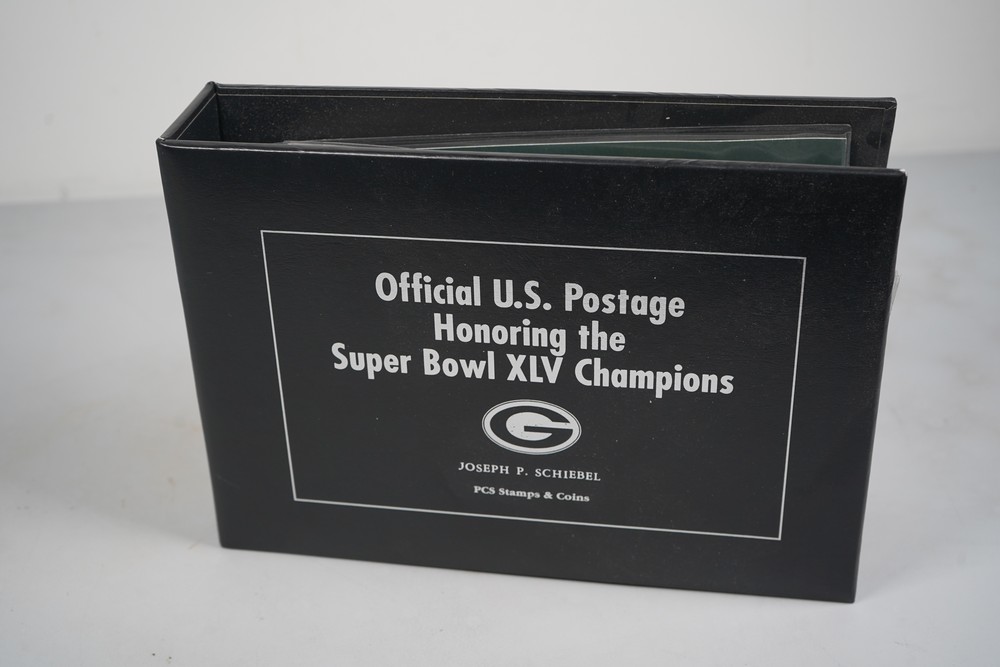 Official U.S. Postage
Honoring the
Super Bowl XLV Champions
G
JOSEPH P. SCHIEBEL
PCS Stamps & Coins